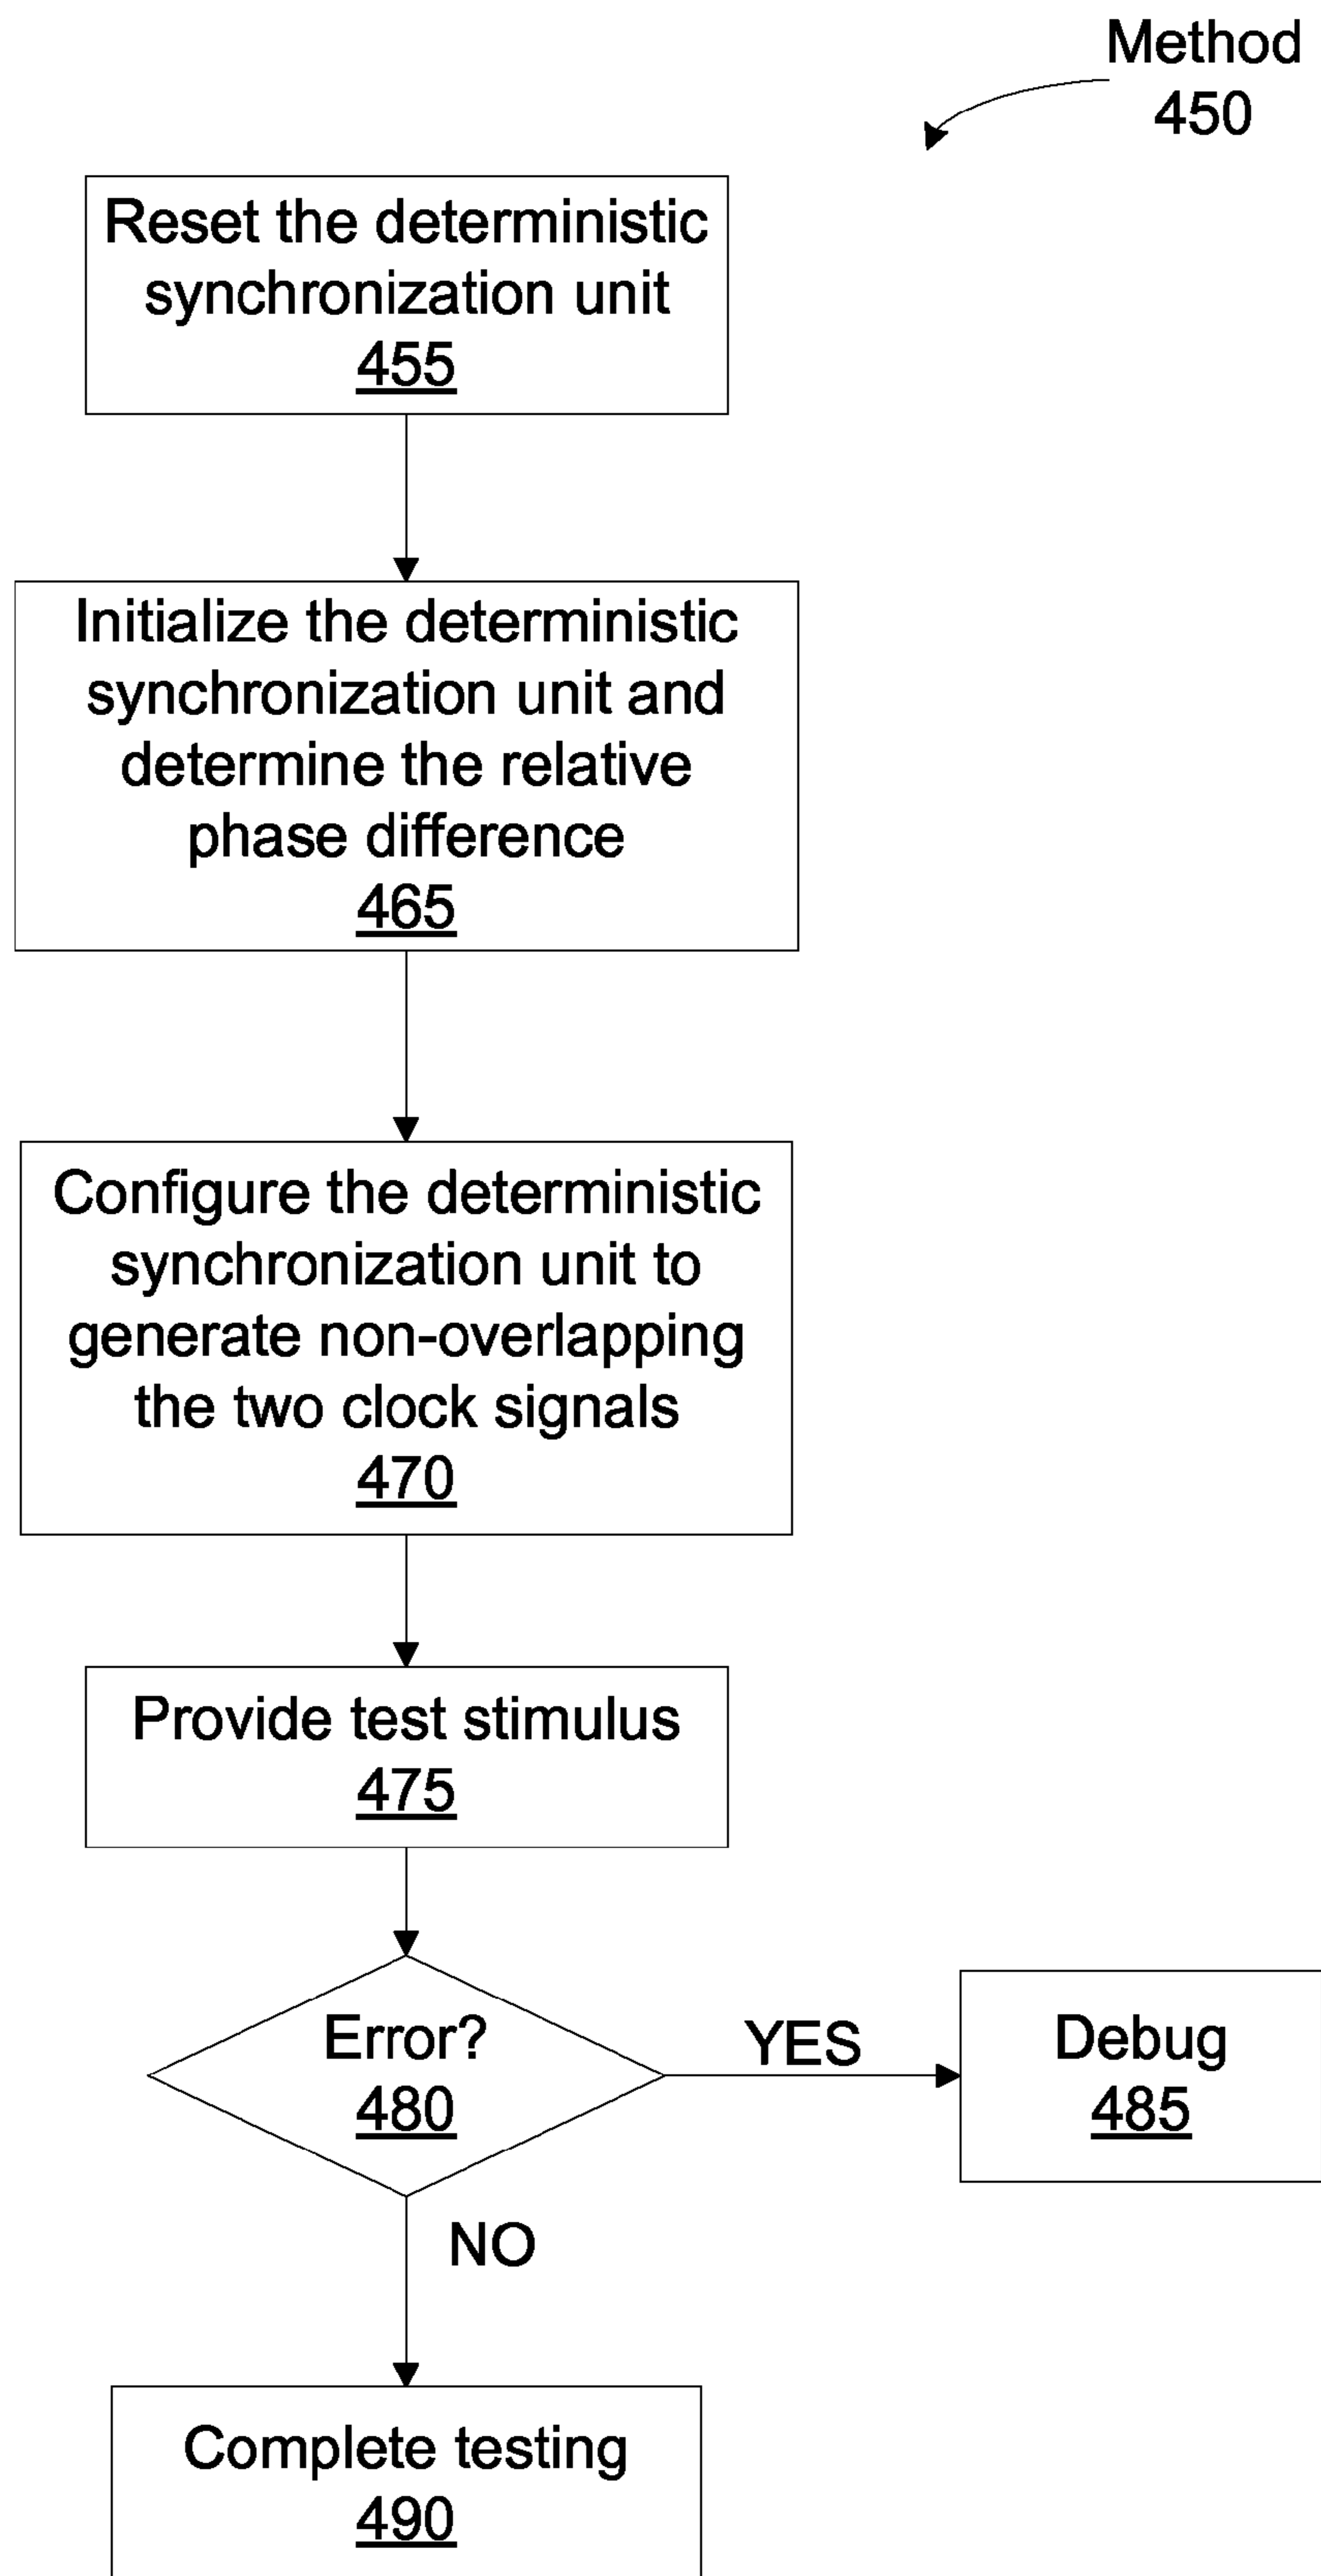 Method
450
Reset the deterministic
synchronization unit
455
Initialize the deterministic
synchronization unit and
determine the relative
phase difference
465
Configure the deterministic
synchronization unit to
generate non-overlapping
the two clock signals
470
Provide test stimulus
475
Error?
480
YES
Debug
485
NO
Complete testing
490